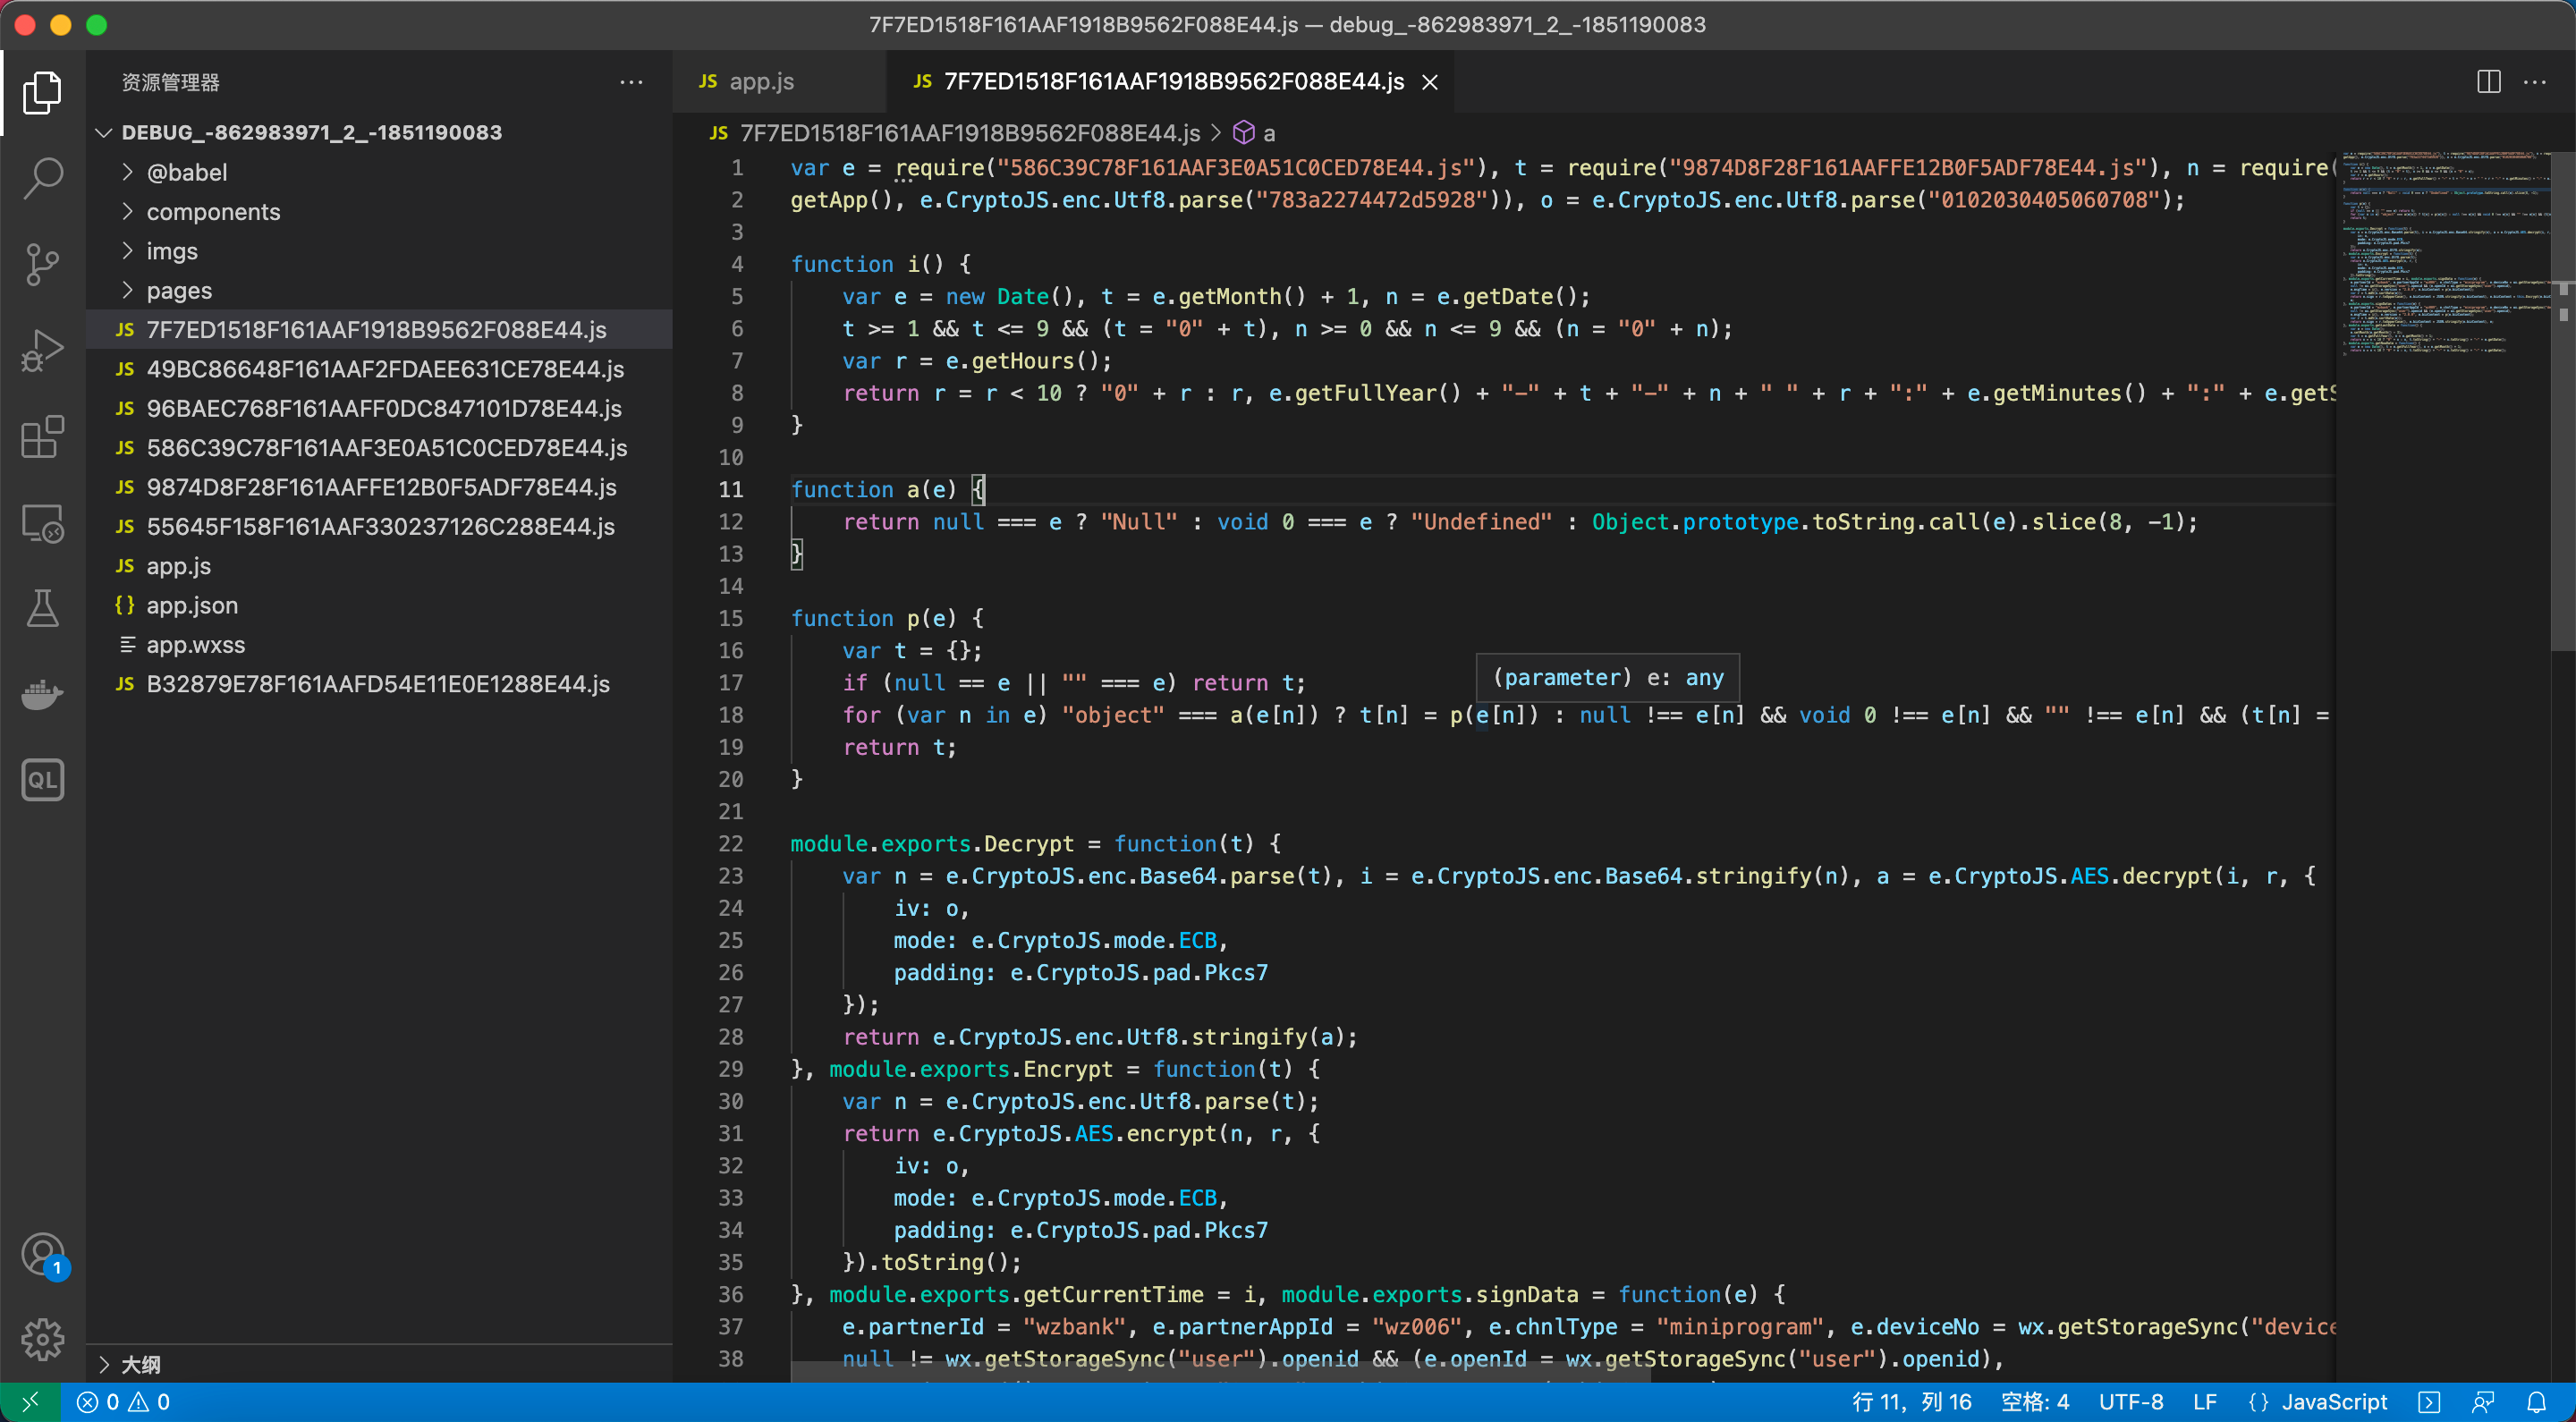 7F7ED1518F161AAF1918B9562F088E44.js — debug_-862983971_2_-1851190083
资源管理器
DEBUG_-862983971_2_-1851190083
@babel
components
imgs
pages
JS 7F7ED1518F161AAF1918B9562F088E44.js
JS 49BC86648F161AAF2FDAEE631CE78E44.js
JS 96BAEC768F161AAFF0DC847101D78E44.js
JS 586C39C78F161AAF3E0A51C0CED78E44.js
JS 9874D8F28F161AAFFE12B0F5ADF78E44.js
JS 55645F158F161AAF330237126C288E44.js
JS app.js
{} app.json
app.wxss
JS B32879E78F161AAFD54E11E0E1288E44.js
大纲
QL
1
JS app.js
JS 7F7ED1518F161AAF1918B9562F088E44.js
JS 7F7ED1518F161AAF1918B9562F088E44.js > a
1 var e = require("586C39C78F161AAF3E0A51C0CED78E44.js"), t = require("9874D8F28F161AAFFE12B0F5ADF78E44.js"), n = require(
2 getApp(), e.CryptoJS.enc.Utf8.parse("783a2274472d5928")), o = e.CryptoJS.enc.Utf8.parse("0102030405060708");
3
4 function i() {
5 var e = new Date(), t = e.getMonth() + 1, n = e.getDate();
6 t >= 1 && t <= 9 && (t = "0" + t), n >= 0 && n <= 9 && (n = "0" + n);
7 var r = e.getHours();
8 return r = r < 10 ? "0" + r : r, e.getFullYear() + "-" + t + "-" + n + " " + r + ":" + e.getMinutes() + ":" + e.getS
9 }
10
11 function a(e) {
12 return null === e ? "Null" : void 0 === e ? "Undefined" : Object.prototype.toString.call(e).slice(8, -1);
13 }
14
15 function p(e) {
16 var t = {};
(parameter) e: any
17 if (null == e || "" === e) return t;
18 for (var n in e) "object" === a(e[n]) ? t[n] = p(e[n]) : null !== e[n] && void 0 !== e[n] && "" !== e[n] && (t[n] =
19 return t;
20 }
21
22 module.exports.Decrypt = function(t) {
23 var n = e.CryptoJS.enc.Base64.parse(t), i = e.CryptoJS.enc.Base64.stringify(n), a = e.CryptoJS.AES.decrypt(i, r, {
24 iv: o,
25 mode: e.CryptoJS.mode.ECB,
26 padding: e.CryptoJS.pad.Pkcs7
27 });
28 return e.CryptoJS.enc.Utf8.stringify(a);
29 }, module.exports.Encrypt = function(t) {
30 var n = e.CryptoJS.enc.Utf8.parse(t);
31 return e.CryptoJS.AES.encrypt(n, r, {
32 iv: o,
33 mode: e.CryptoJS.mode.ECB,
34 padding: e.CryptoJS.pad.Pkcs7
35 }).toString();
36 }, module.exports.getCurrentTime = i, module.exports.signData = function(e) {
37 e.partnerId = "wzbank", e.partnerAppId = "wz006", e.chnlType = "miniprogram", e.deviceNo = wx.getStorageSync("device
38 null != wx.getStorageSync("user").openid && (e.openId = wx.getStorageSync("user").openid),
0 0
行 11，列 16 空格: 4 UTF-8 LF {} JavaScript